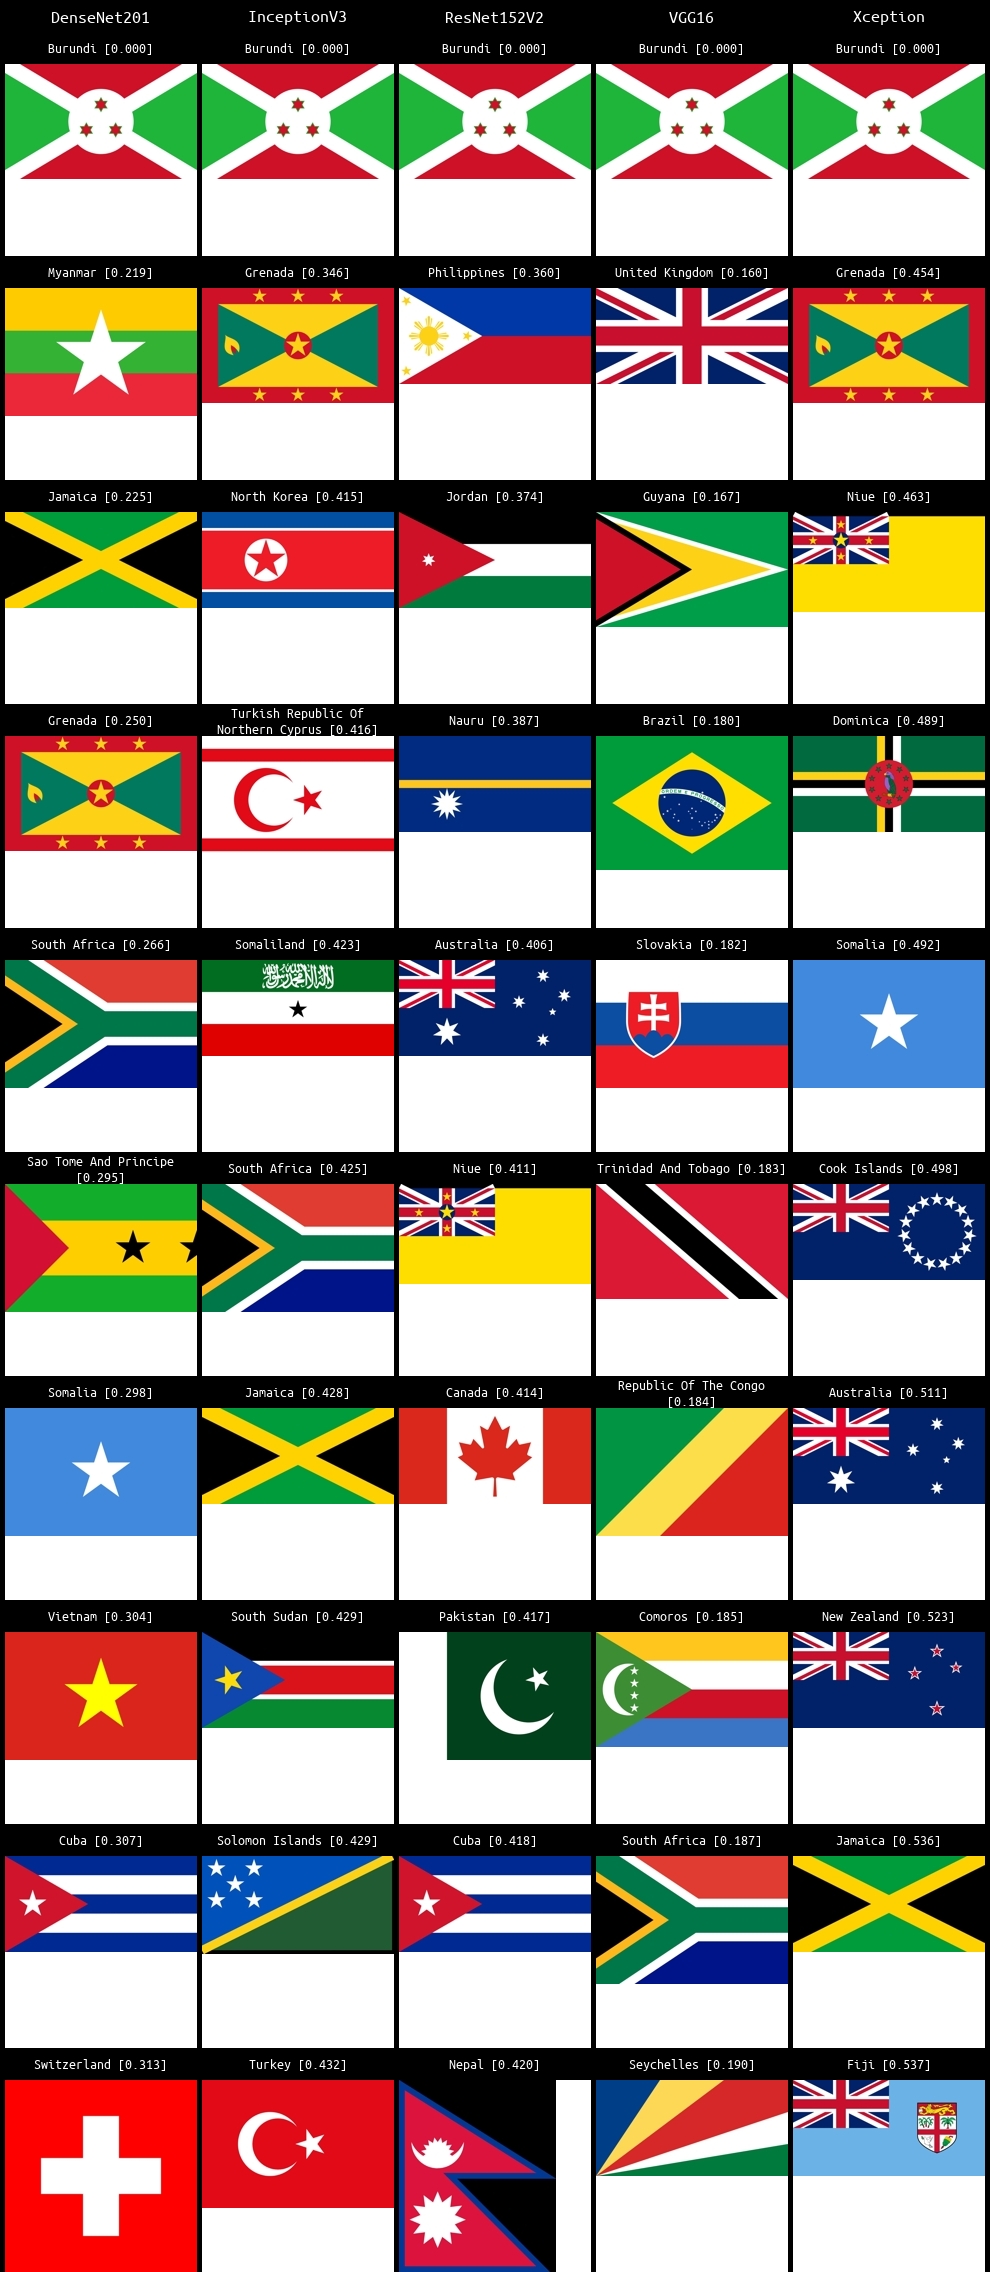 DenseNet201 InceptionV3 ResNet152V2 VGG16 Xception
Burundi [0.000] Burundi [0.000] Burundi [0.000] Burundi [0.000] Burundi [0.000]
Myanmar [0.219] Grenada [0.346] Philippines [0.360] United Kingdom [0.160] Grenada [0.454]
Jamaica [0.225] North Korea [0.415] Jordan [0.374] Guyana [0.167] Niue [0.463]
Grenada [0.250] Turkish Republic Of
Northern Cyprus [0.416] Nauru [0.387] Brazil [0.180] Dominica [0.489]
South Africa [0.266] Somaliland [0.423] Australia [0.406] Slovakia [0.182] Somalia [0.492]
Sao Tome And Principe
[0.295] South Africa [0.425] Niue [0.411] Trinidad And Tobago [0.183] Cook Islands [0.498]
Somalia [0.298] Jamaica [0.428] Canada [0.414] Republic Of The Congo
[0.184] Australia [0.511]
Vietnam [0.304] South Sudan [0.429] Pakistan [0.417] Comoros [0.185] New Zealand [0.523]
Cuba [0.307] Solomon Islands [0.429] Cuba [0.418] South Africa [0.187] Jamaica [0.536]
Switzerland [0.313] Turkey [0.432] Nepal [0.420] Seychelles [0.190] Fiji [0.537]